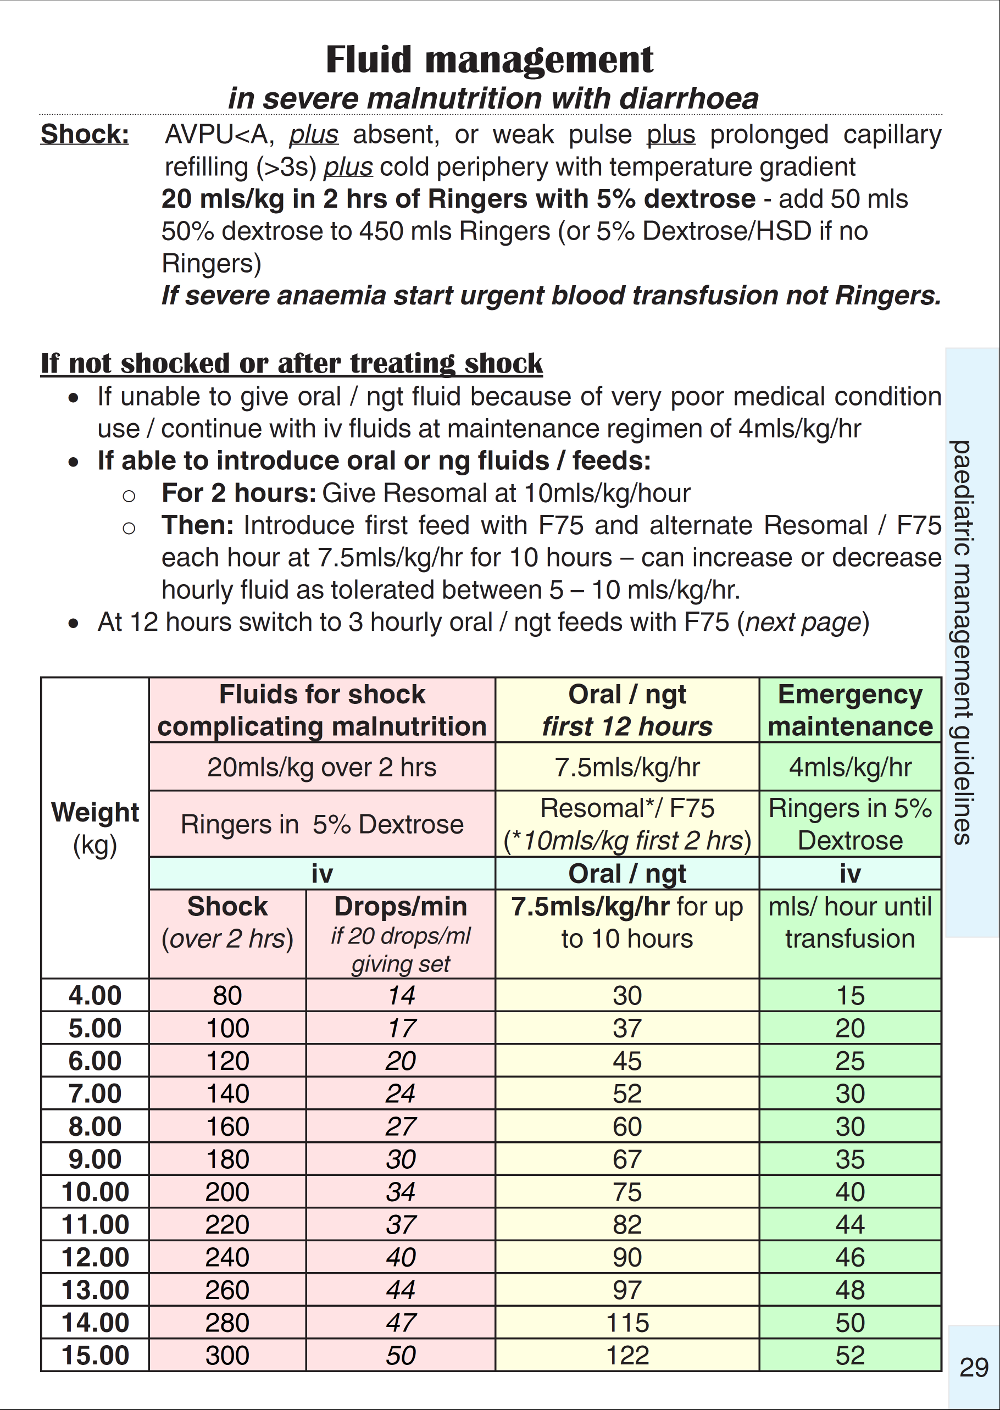 Fluid management
in severe malnutrition with diarrhoea
Shock: AVPU<A, plus absent, or weak pulse plus prolonged capillary
refilling (>3s) plus cold periphery with temperature gradient
20 mls/kg in 2 hrs of Ringers with 5% dextrose - add 50 mls
50% dextrose to 450 mls Ringers (or 5% Dextrose/HSD if no
Ringers)
If severe anaemia start urgent blood transfusion not Ringers.
If not shocked or after treating shock
• If unable to give oral / ngt fluid because of very poor medical condition
use / continue with iv fluids at maintenance regimen of 4mls/kg/hr
• If able to introduce oral or ng fluids / feeds:
○ For 2 hours: Give Resomal at 10mls/kg/hour
○ Then: Introduce first feed with F75 and alternate Resomal / F75
each hour at 7.5mls/kg/hr for 10 hours – can increase or decrease
hourly fluid as tolerated between 5 – 10 mls/kg/hr.
• At 12 hours switch to 3 hourly oral / ngt feeds with F75 (next page)
Weight
(kg)
Fluids for shock
complicating malnutrition
Oral / ngt
first 12 hours
Emergency
maintenance
20mls/kg over 2 hrs
7.5mls/kg/hr
4mls/kg/hr
Ringers in 5% Dextrose
Resomal*/ F75
(*10mls/kg first 2 hrs)
Ringers in 5%
Dextrose
iv
Oral / ngt
iv
Shock
(over 2 hrs)
Drops/min
if 20 drops/ml
giving set
7.5mls/kg/hr for up
to 10 hours
mls/ hour until
transfusion
4.00 80 14 30 15
5.00 100 17 37 20
6.00 120 20 45 25
7.00 140 24 52 30
8.00 160 27 60 30
9.00 180 30 67 35
10.00 200 34 75 40
11.00 220 37 82 44
12.00 240 40 90 46
13.00 260 44 97 48
14.00 280 47 115 50
15.00 300 50 122 52
paediatric management guidelines
29